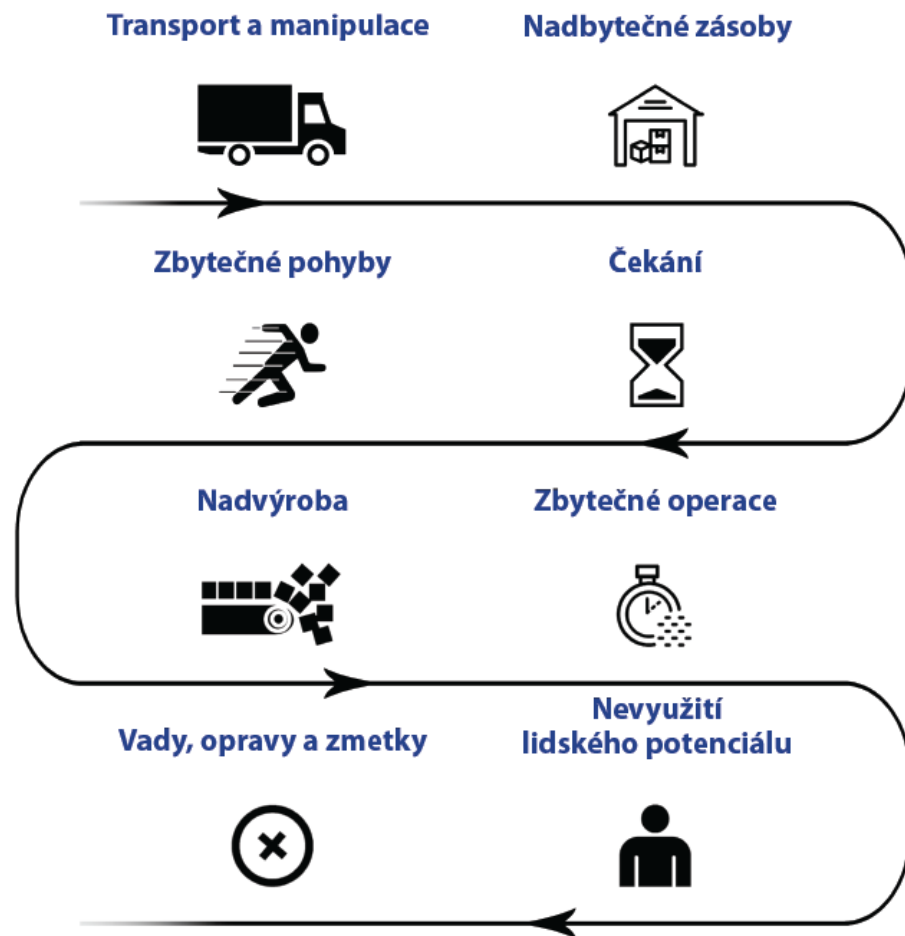 Transport a manipulace
Nadbytečné zásoby
Zbytečné pohyby
Čekání
Nadvýroba
Zbytečné operace
Vady, opravy a zmetky
Nevyužití
lidského potenciálu